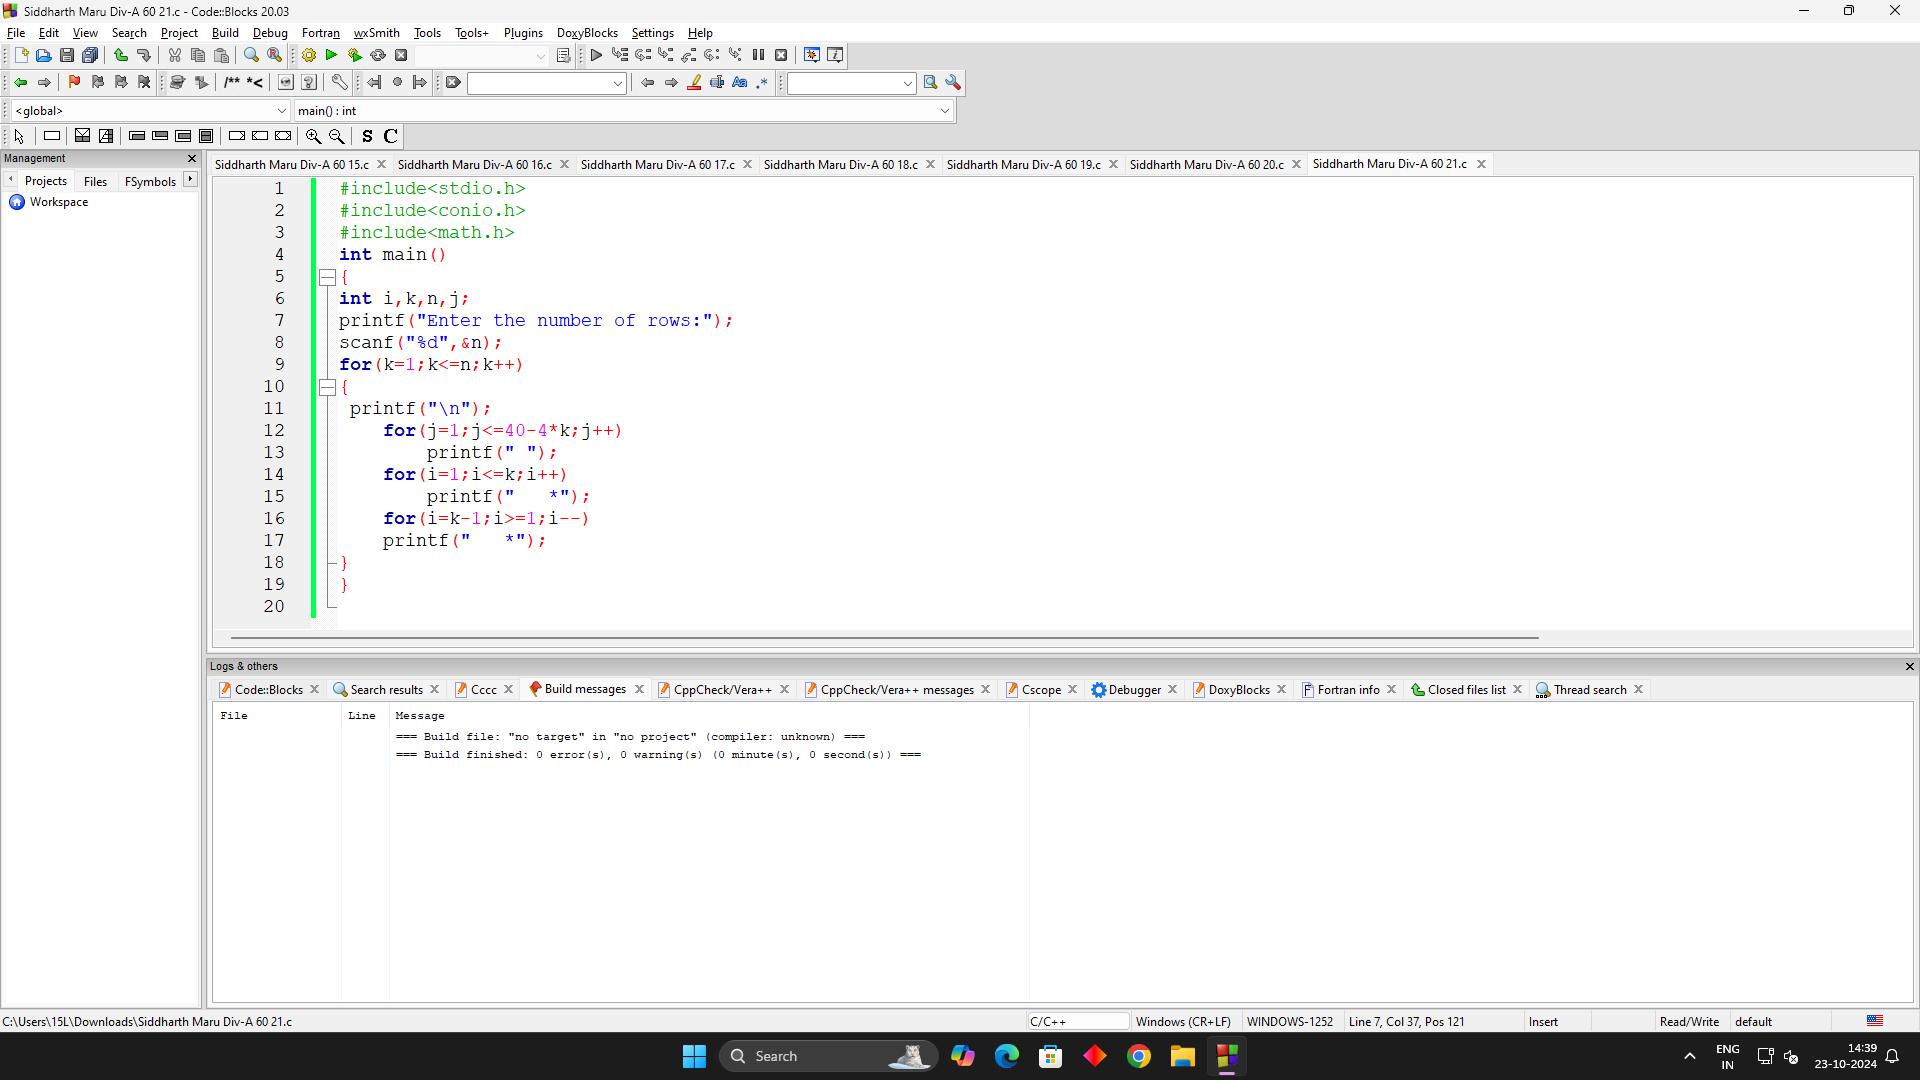 Siddharth Maru Div-A 60 21.c - Code::Blocks 20.03
File Edit View Search Project Build Debug Fortran wxSmith Tools Tools+ Plugins DoxyBlocks Settings Help
/** *<
Aa .*
<global> main() : int
S C
Management
Projects Files FSymbols
Workspace
Siddharth Maru Div-A 60 15.c Siddharth Maru Div-A 60 16.c Siddharth Maru Div-A 60 17.c Siddharth Maru Div-A 60 18.c Siddharth Maru Div-A 60 19.c Siddharth Maru Div-A 60 20.c Siddharth Maru Div-A 60 21.c
1 #include<stdio.h>
2 #include<conio.h>
3 #include<math.h>
4 int main()
5 {
6 int i,k,n,j;
7 printf("Enter the number of rows:");
8 scanf("%d",&n);
9 for(k=1;k<=n;k++)
10 {
11  printf("\n");
12     for(j=1;j<=40-4*k;j++)
13         printf(" ");
14     for(i=1;i<=k;i++)
15         printf("   *");
16     for(i=k-1;i>=1;i--)
17     printf("   *");
18 }
19 }
20
Logs & others
Code::Blocks Search results Cccc Build messages CppCheck/Vera++ CppCheck/Vera++ messages Cscope Debugger DoxyBlocks Fortran info Closed files list Thread search
File Line Message
=== Build file: "no target" in "no project" (compiler: unknown) ===
=== Build finished: 0 error(s), 0 warning(s) (0 minute(s), 0 second(s)) ===
C:\Users\15L\Downloads\Siddharth Maru Div-A 60 21.c C/C++ Windows (CR+LF) WINDOWS-1252 Line 7, Col 37, Pos 121 Insert Read/Write default
Search
ENG
IN
14:39
23-10-2024